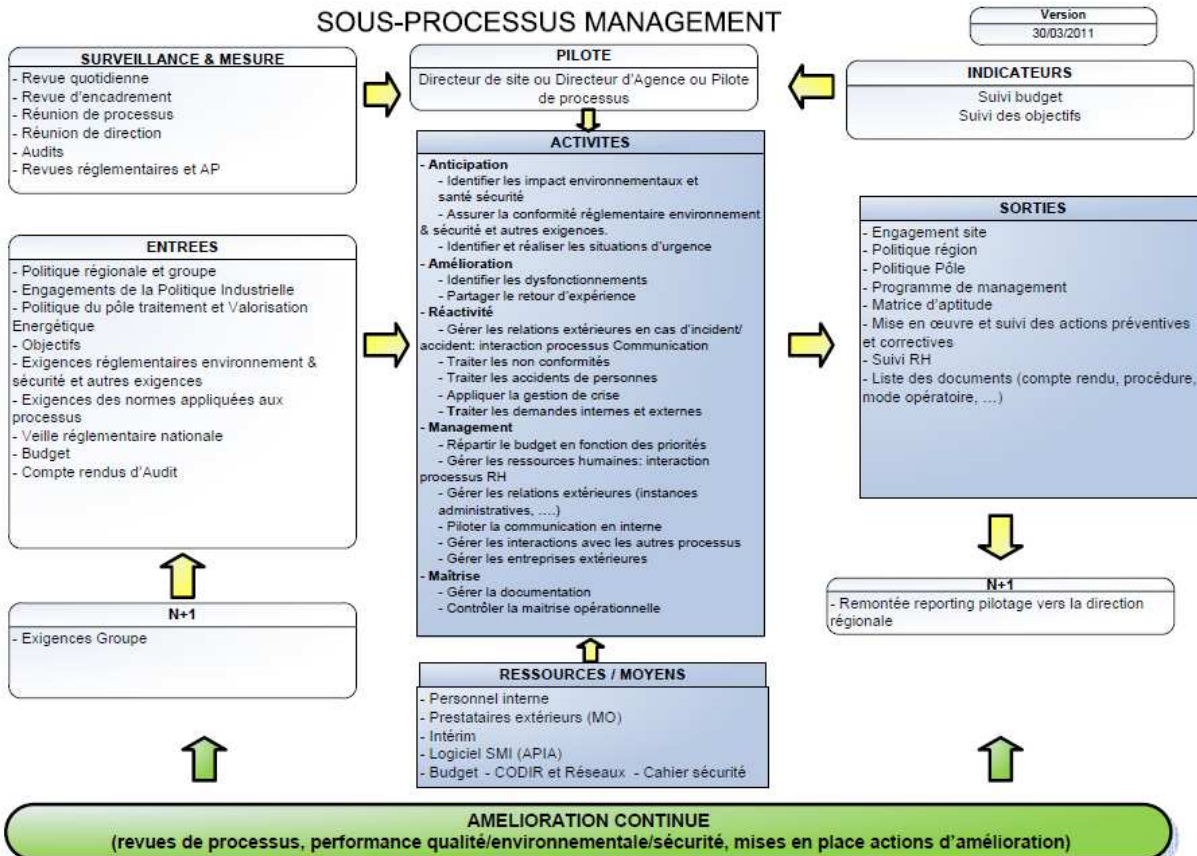 SOUS-PROCESSUS MANAGEMENT
Version
30/03/2011
SURVEILLANCE & MESURE
- Revue quotidienne
- Revue d'encadrement
- Réunion de processus
- Réunion de direction
- Audits
- Revues réglementaires et AP
PILOTE
Directeur de site ou Directeur d'Agence ou Pilote
de processus
INDICATEURS
Suivi budget
Suivi des objectifs
ENTREES
- Politique régionale et groupe
- Engagements de la Politique Industrielle
- Politique du pôle traitement et Valorisation
Energétique
- Objectifs
- Exigences réglementaires environnement &
sécurité et autres exigences
- Exigences des normes appliquées aux
processus
- Veille réglementaire nationale
- Budget
- Compte rendus d'Audit
ACTIVITES
- Anticipation
- Identifier les impact environnementaux et
santé sécurité
- Assurer la conformité réglementaire environnement
& sécurité et autres exigences.
- Identifier et réaliser les situations d'urgence
- Amélioration
- Identifier les dysfonctionnements
- Partager le retour d'expérience
- Réactivité
- Gérer les relations extérieures en cas d'incident/
accident: interaction processus Communication
- Traiter les non conformités
- Traiter les accidents de personnes
- Appliquer la gestion de crise
- Traiter les demandes internes et externes
- Management
- Répartir le budget en fonction des priorités
- Gérer les ressources humaines: interaction
processus RH
- Gérer les relations extérieures (instances
administratives, ....)
- Piloter la communication en interne
- Gérer les interactions avec les autres processus
- Gérer les entreprises extérieures
- Maîtrise
- Gérer la documentation
- Contrôler la maitrise opérationnelle
SORTIES
- Engagement site
- Politique région
- Politique Pôle
- Programme de management
- Matrice d'aptitude
- Mise en œuvre et suivi des actions préventives
et correctives
- Suivi RH
- Liste des documents (compte rendu, procédure,
mode opératoire, ...)
N+1
- Exigences Groupe
N+1
- Remontée reporting pilotage vers la direction
régionale
RESSOURCES / MOYENS
- Personnel interne
- Prestataires extérieurs (MO)
- Intérim
- Logiciel SMI (APIA)
- Budget - CODIR et Réseaux - Cahier sécurité
AMELIORATION CONTINUE
(revues de processus, performance qualité/environnementale/sécurité, mises en place actions d'amélioration)